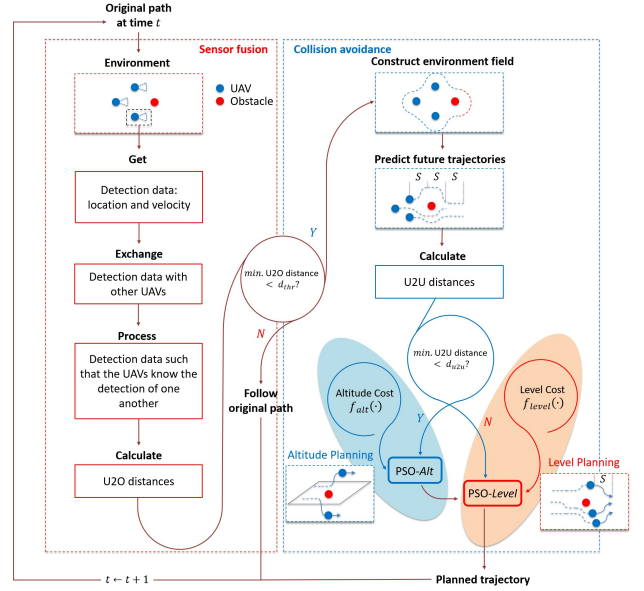 Original path
at time t
Sensor fusion
Environment
UAV
Obstacle
Get
Detection data:
location and velocity
Exchange
Detection data with
other UAVs
Process
Detection data such
that the UAVs know the
detection of one
another
Calculate
U2O distances
min. U2O distance
< d_thr?
Y
N
Follow
original path
Collision avoidance
Construct environment field
Predict future trajectories
S S S
Calculate
U2U distances
min. U2U distance
< d_u2u?
Y
N
Altitude Cost
f_alt(·)
Level Cost
f_level(·)
Altitude Planning
PSO-Alt
PSO-Level
Level Planning
S
t ← t + 1
Planned trajectory